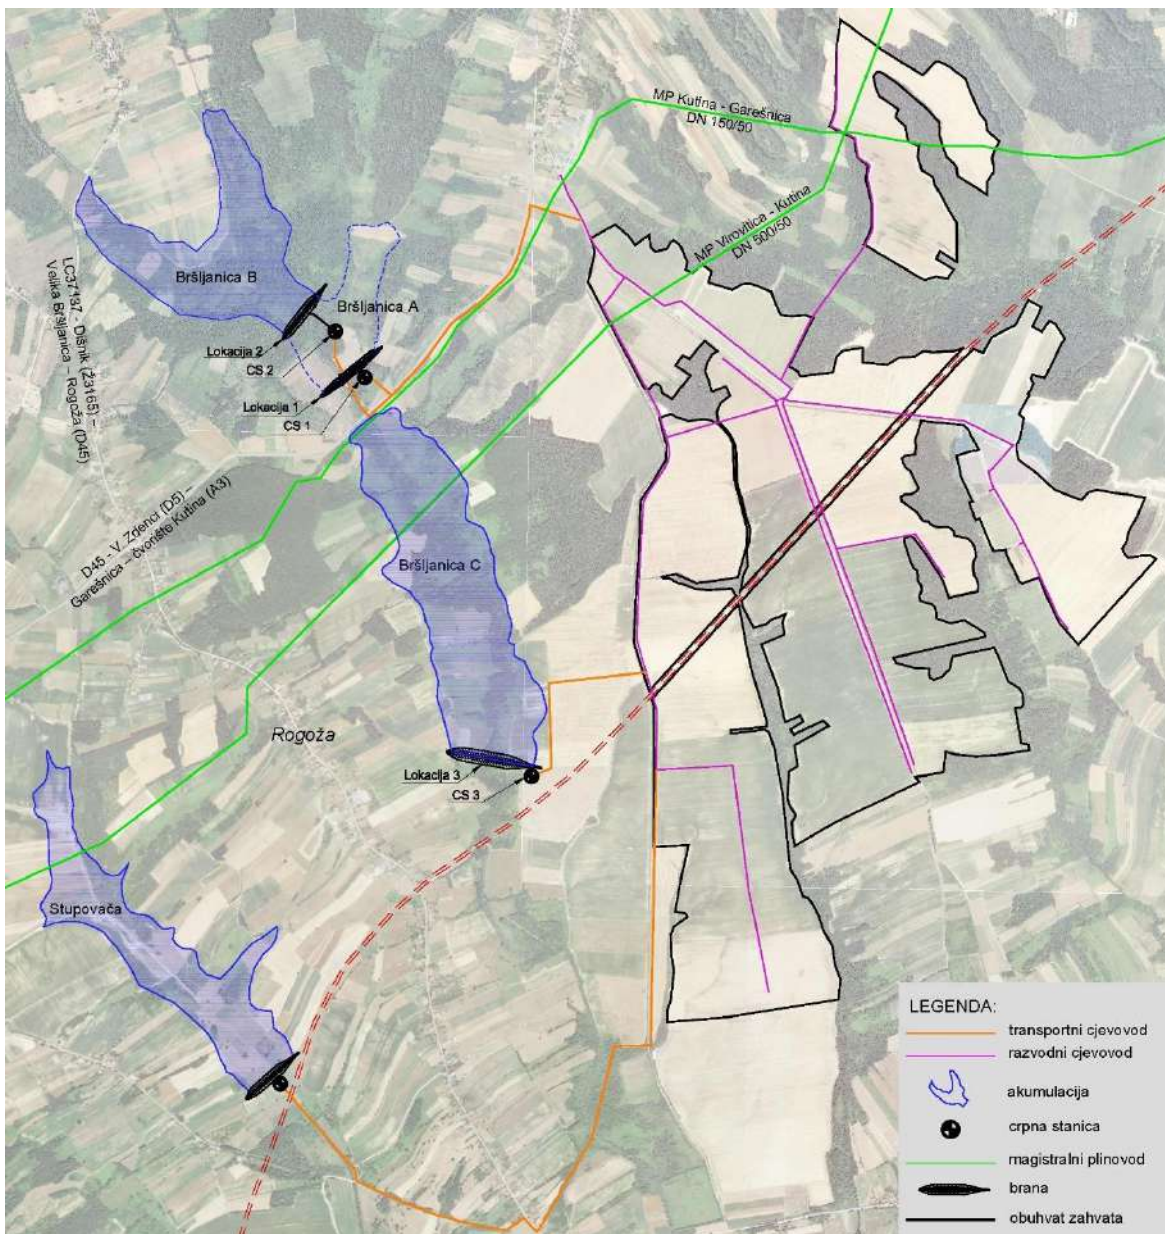 MP Kutina - Garešnica
DN 150/50
MP Virovitica - Kutina
DN 500/50
Bršljanica B
Bršljanica A
LC37137 - Dišnik (Ž3165) –
Velika Bršljanica – Rogoža (D45)
Lokacija 2
CS 2
Lokacija 1
CS 1
D45 - V. Zdenci (D5) –
Garešnica – čvorište Kutina (A3)
Bršljanica C
Rogoža
Lokacija 3
CS 3
Stupovača
LEGENDA:
transportni cjevovod
razvodni cjevovod
akumulacija
crpna stanica
magistralni plinovod
brana
obuhvat zahvata